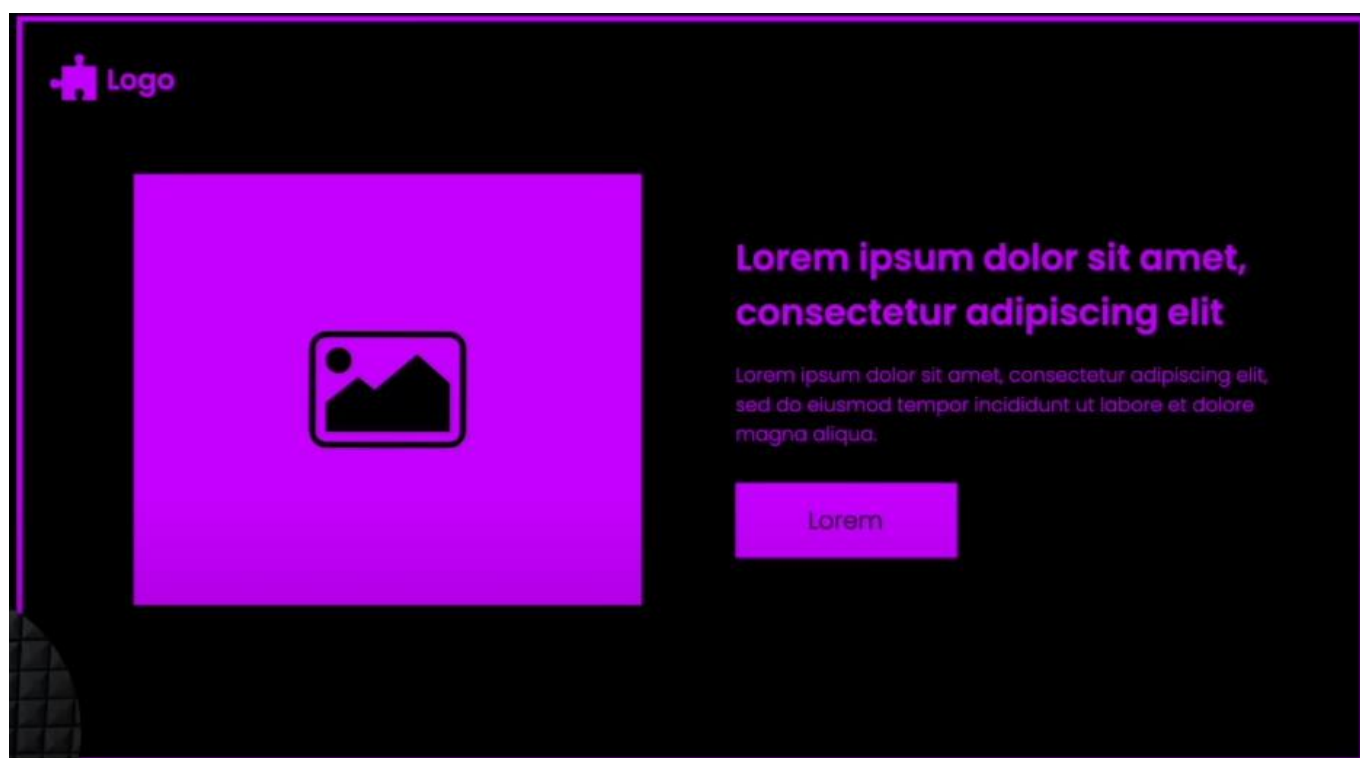 Logo
Lorem ipsum dolor sit amet,
consectetur adipiscing elit
Lorem ipsum dolor sit amet, consectetur adipiscing elit,
sed do eiusmod tempor incididunt ut labore et dolore
magna aliqua.
Lorem